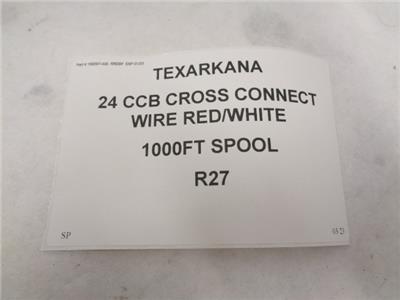 TEXARKANA
24 CCB CROSS CONNECT
WIRE RED/WHITE
1000FT SPOOL
R27
SP